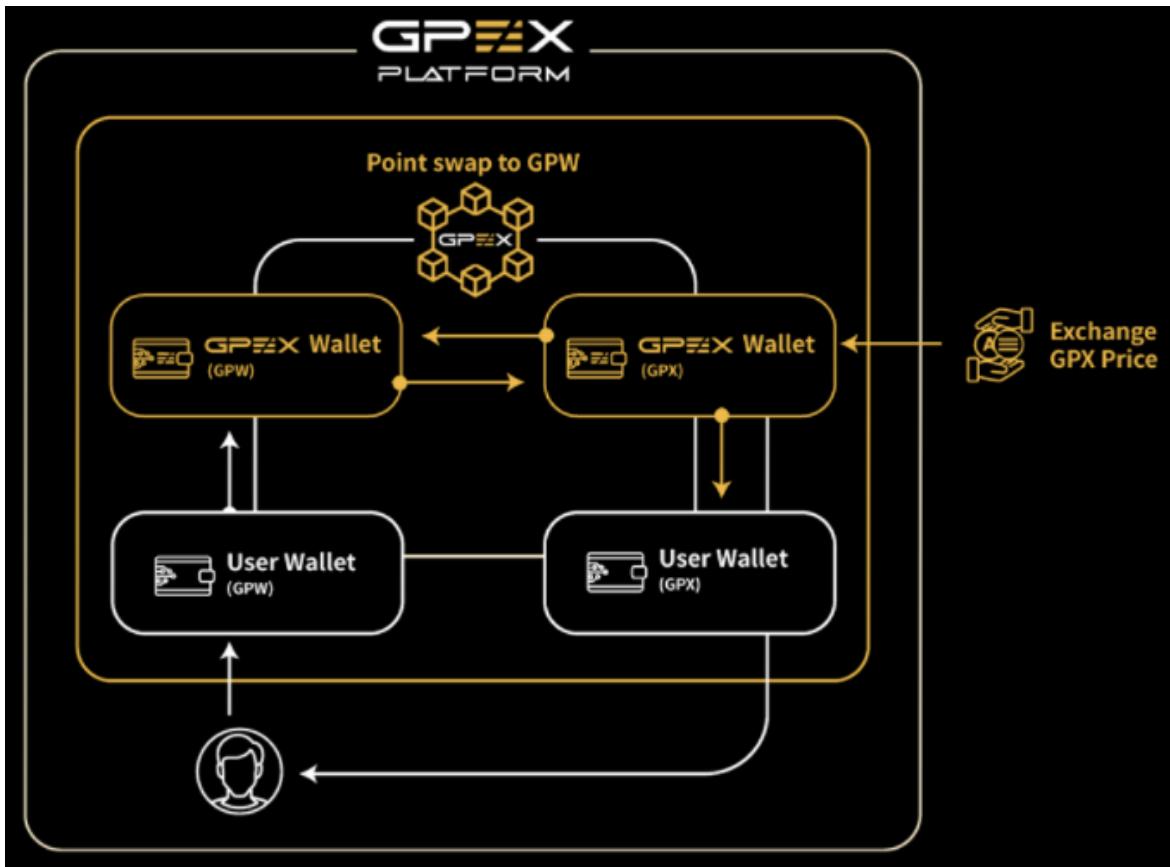 GPEX
PLATFORM
Point swap to GPW
GPEX
GPEX Wallet
(GPW)
GPEX Wallet
(GPX)
Exchange
GPX Price
User Wallet
(GPW)
User Wallet
(GPX)